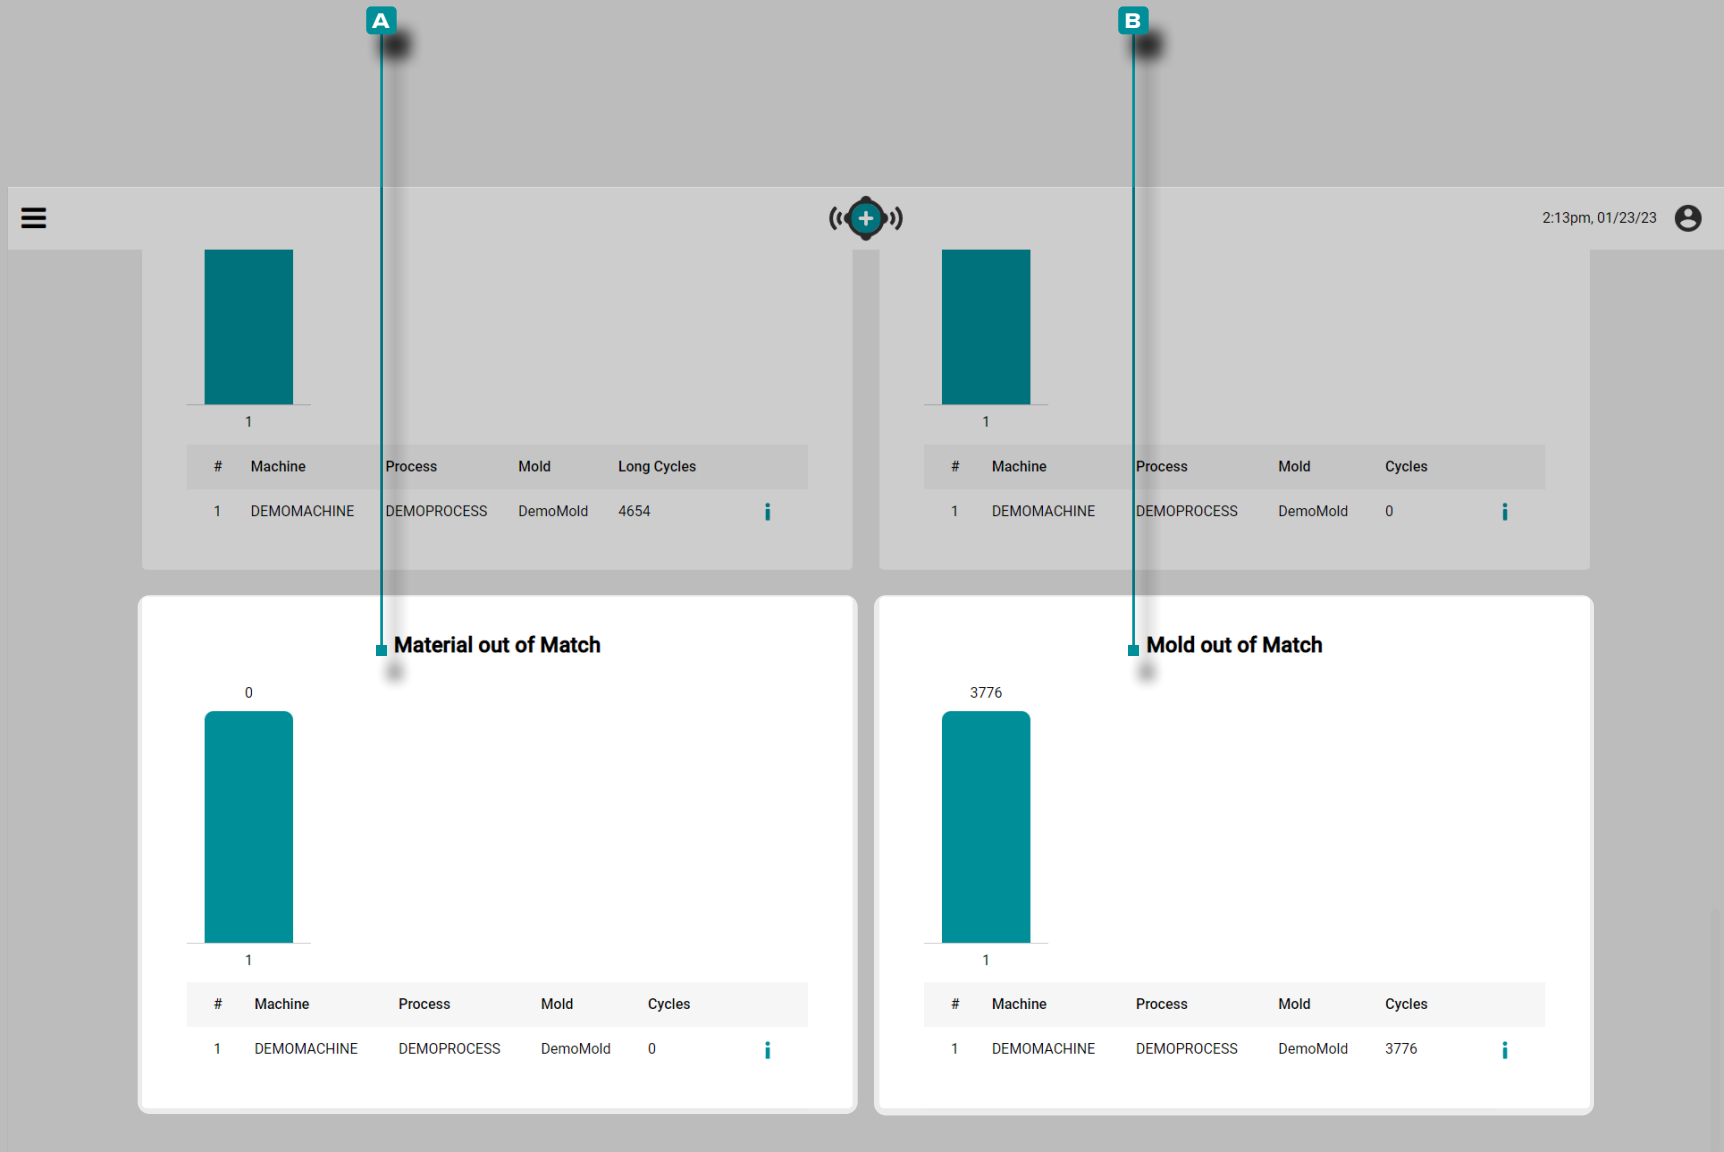 A
B
2:13pm, 01/23/23
1
# Machine Process Mold Long Cycles
1 DEMOMACHINE DEMOPROCESS DemoMold 4654
1
# Machine Process Mold Cycles
1 DEMOMACHINE DEMOPROCESS DemoMold 0
Material out of Match
0
1
# Machine Process Mold Cycles
1 DEMOMACHINE DEMOPROCESS DemoMold 0
Mold out of Match
3776
1
# Machine Process Mold Cycles
1 DEMOMACHINE DEMOPROCESS DemoMold 3776